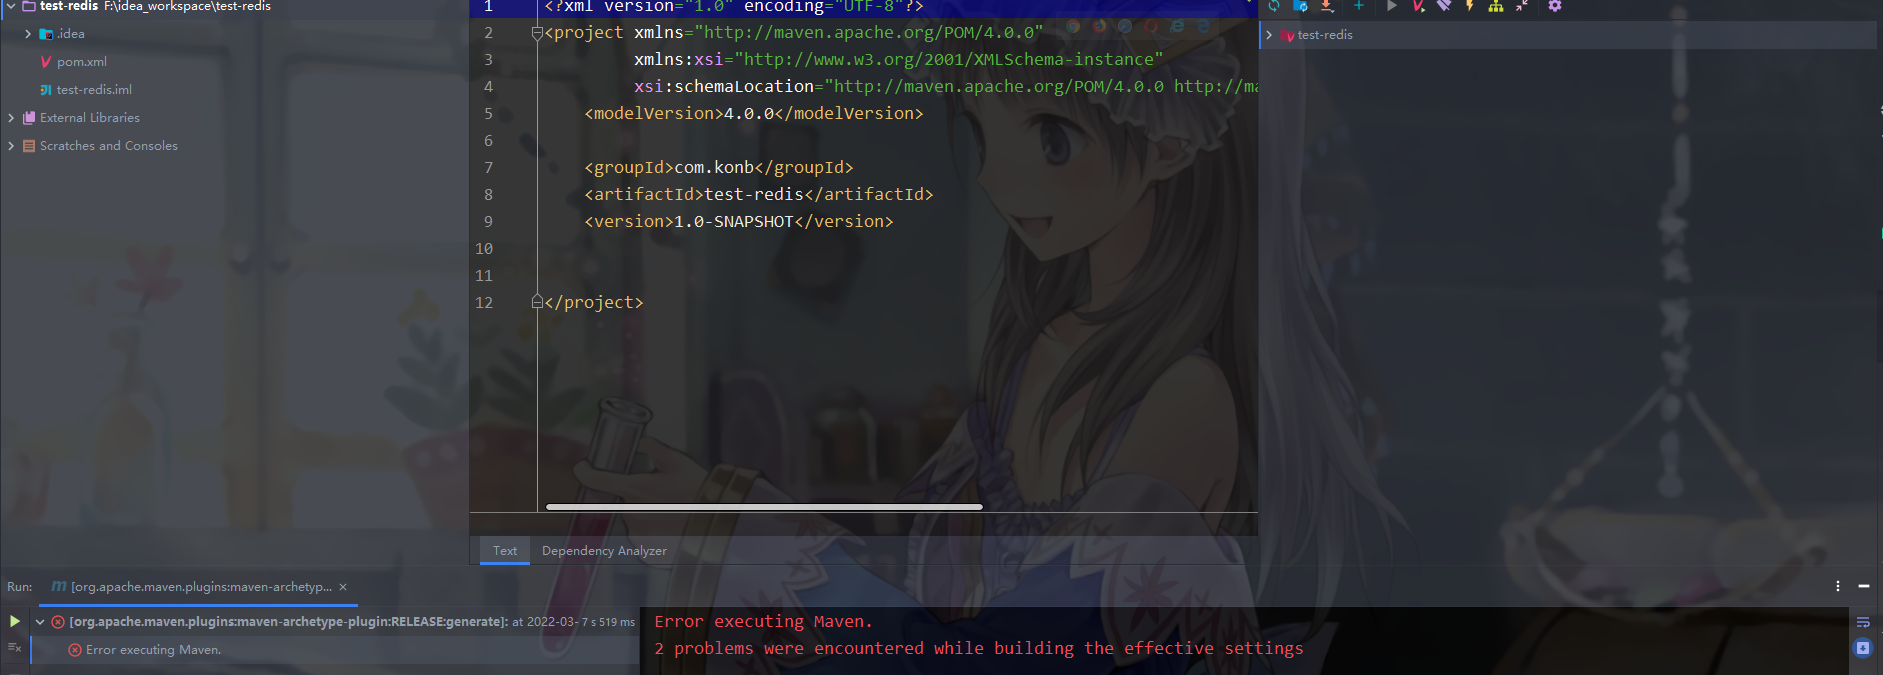 test-redis F:\idea_workspace\test-redis
.idea
pom.xml
test-redis.iml
External Libraries
Scratches and Consoles
1 <?xml version="1.0" encoding="UTF-8"?>
2 <project xmlns="http://maven.apache.org/POM/4.0.0"
3 xmlns:xsi="http://www.w3.org/2001/XMLSchema-instance"
4 xsi:schemaLocation="http://maven.apache.org/POM/4.0.0 http://ma
5 <modelVersion>4.0.0</modelVersion>
6
7 <groupId>com.konb</groupId>
8 <artifactId>test-redis</artifactId>
9 <version>1.0-SNAPSHOT</version>
10
11
12 </project>
Text Dependency Analyzer
test-redis
Run: [org.apache.maven.plugins:maven-archetyp...
[org.apache.maven.plugins:maven-archetype-plugin:RELEASE:generate]: at 2022-03- 7 s 519 ms
Error executing Maven.
Error executing Maven.
2 problems were encountered while building the effective settings